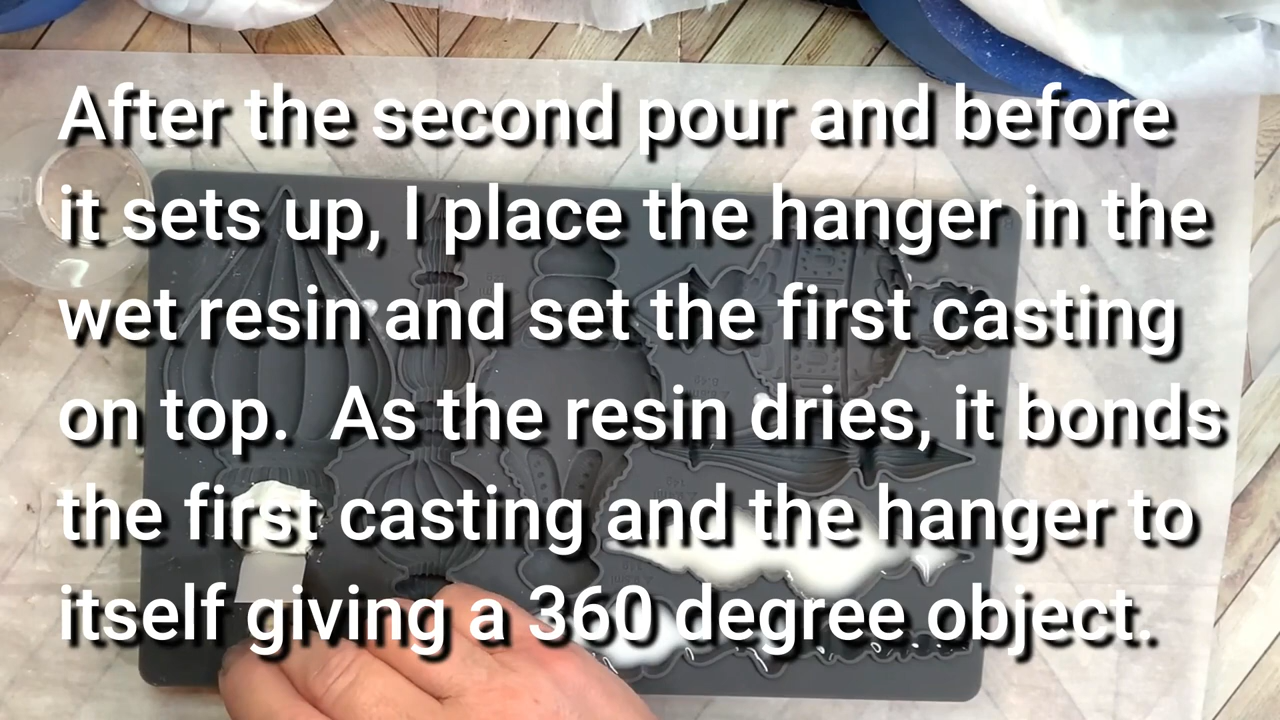 After the second pour and before
it sets up, I place the hanger in the
wet resin and set the first casting
on top.  As the resin dries, it bonds
the first casting and the hanger to
itself giving a 360 degree object.